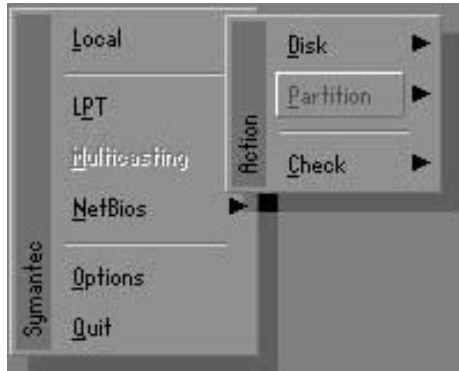 Local
LPT
Multicasting
NetBios
Options
Quit
Symantec
Disk
Partition
Check
Action